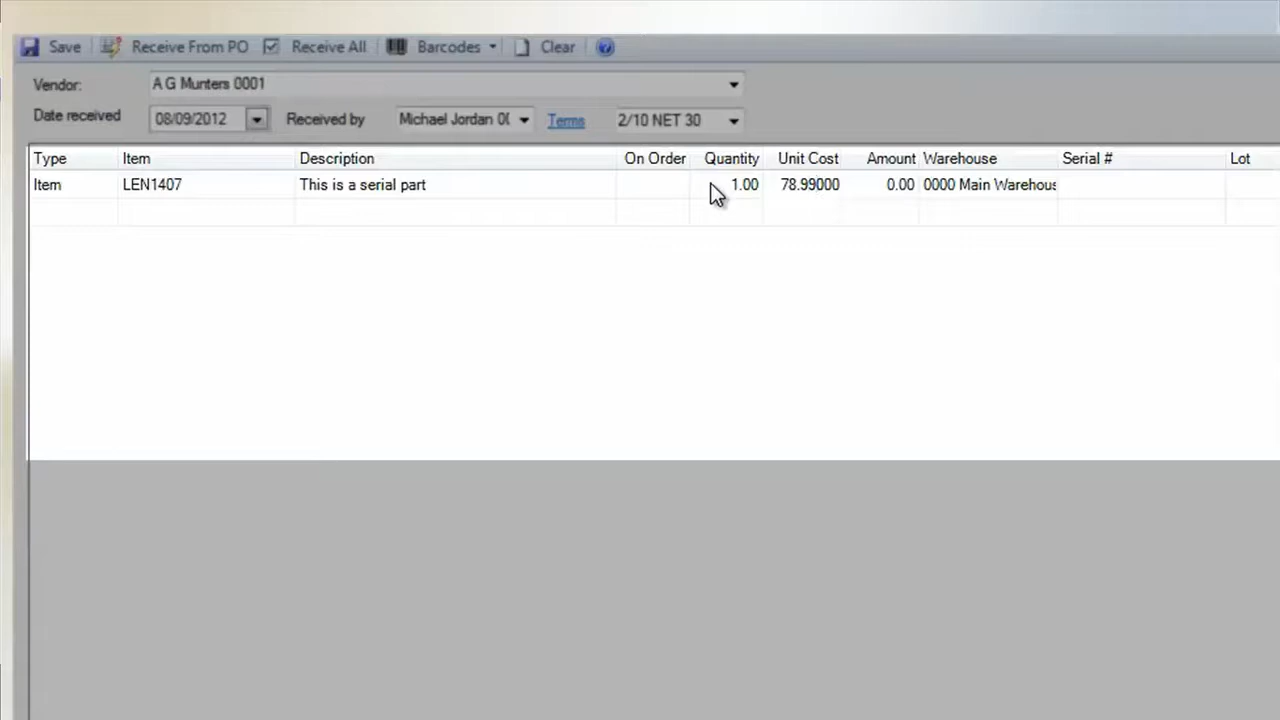 Save Receive From PO Receive All Barcodes Clear
Vendor: A G Munters 0001
Date received 08/09/2012 Received by Michael Jordan 0( Terms 2/10 NET 30
Type Item Description On Order Quantity Unit Cost Amount Warehouse Serial # Lot
Item LEN1407 This is a serial part 1.00 78.99000 0.00 0000 Main Warehous